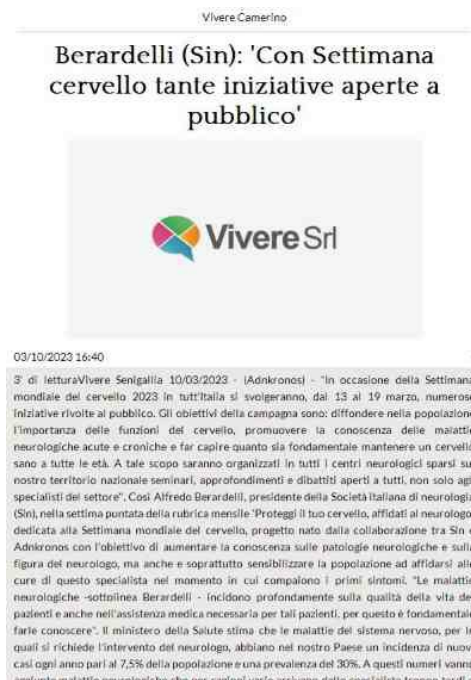 Vivere Camerino
Berardelli (Sin): 'Con Settimana
cervello tante iniziative aperte a
pubblico'
Vivere Srl
03/10/2023 16:40
3' di letturaVivere Senigallia 10/03/2023 - (Adnkronos) - "In occasione della Settimana
mondiale del cervello 2023 in tutt'Italia si svolgeranno, dal 13 al 19 marzo, numerose
iniziative rivolte al pubblico. Gli obiettivi della campagna sono: diffondere nella popolazione
l'importanza delle funzioni del cervello, promuovere la conoscenza delle malattie
neurologiche acute e croniche e far capire quanto sia fondamentale mantenere un cervello
sano a tutte le età. A tale scopo saranno organizzati in tutti i centri neurologici sparsi sul
nostro territorio nazionale seminari, approfondimenti e dibattiti aperti a tutti, non solo agli
specialisti del settore". Così Alfredo Berardelli, presidente della Società italiana di neurologia
(Sin), nella settima puntata della rubrica mensile 'Proteggi il tuo cervello, affidati al neurologo'
dedicata alla Settimana mondiale del cervello, progetto nato dalla collaborazione tra Sin e
Adnkronos con l'obiettivo di aumentare la conoscenza sulle patologie neurologiche e sulla
figura del neurologo, ma anche e soprattutto sensibilizzare la popolazione ad affidarsi alle
cure di questo specialista nel momento in cui compaiono i primi sintomi. "Le malattie
neurologiche -sottolinea Berardelli - incidono profondamente sulla qualità della vita dei
pazienti e anche nell'assistenza medica necessaria per tali pazienti, per questo è fondamentale
farle conoscere". Il ministero della Salute stima che le malattie del sistema nervoso, per le
quali si richiede l'intervento del neurologo, abbiano nel nostro Paese un incidenza di nuovi
casi ogni anno pari al 7,5% della popolazione e una prevalenza del 30%. A questi numeri vanno